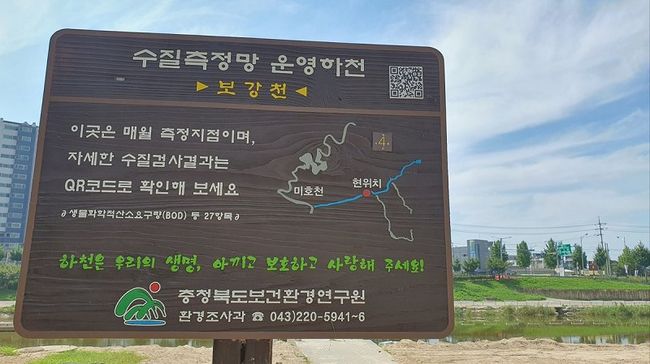 수질측정망 운영하천
▶ 보강천 ◀
이곳은 매월 측정지점이며,
자세한 수질검사결과는
QR코드로 확인해 보세요
※ 생물화학적산소요구량(BOD) 등 27항목 ※
4
미호천
현위치
하천은 우리의 생명, 아끼고 보호하고 사랑해 주세요!
충청북도보건환경연구원
환경조사과 ☎ 043)220-5941~6